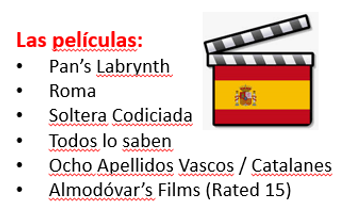 Las películas:
• Pan's Labrynth
• Roma
• Soltera Codiciada
• Todos lo saben
• Ocho Apellidos Vascos / Catalanes
• Almodóvar's Films (Rated 15)